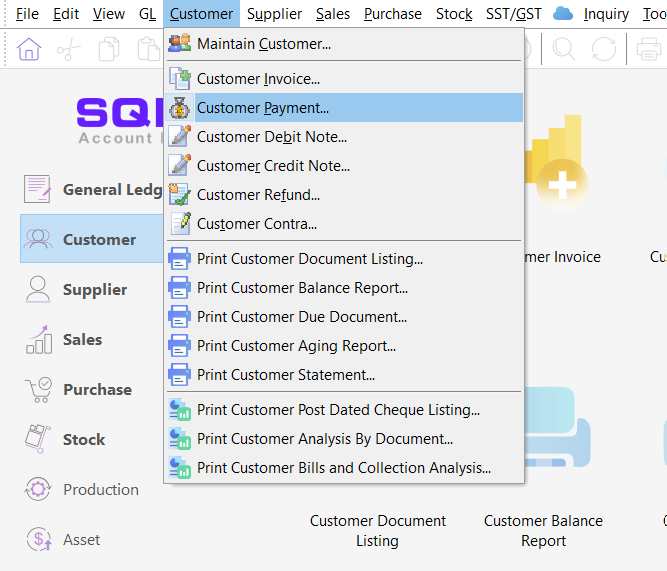 File Edit View GL Customer Supplier Sales Purchase Stock SST/GST Inquiry Too
Maintain Customer...
Customer Invoice...
Customer Payment...
Customer Debit Note...
Customer Credit Note...
Customer Refund...
Customer Contra...
Print Customer Document Listing...
Print Customer Balance Report...
Print Customer Due Document...
Print Customer Aging Report...
Print Customer Statement...
Print Customer Post Dated Cheque Listing...
Print Customer Analysis By Document...
Print Customer Bills and Collection Analysis...
SQ
Account
General Ledg
Customer
Supplier
Sales
Purchase
Stock
Production
Asset
mer Invoice
Cu
Customer Document
Listing
Customer Balance
Report